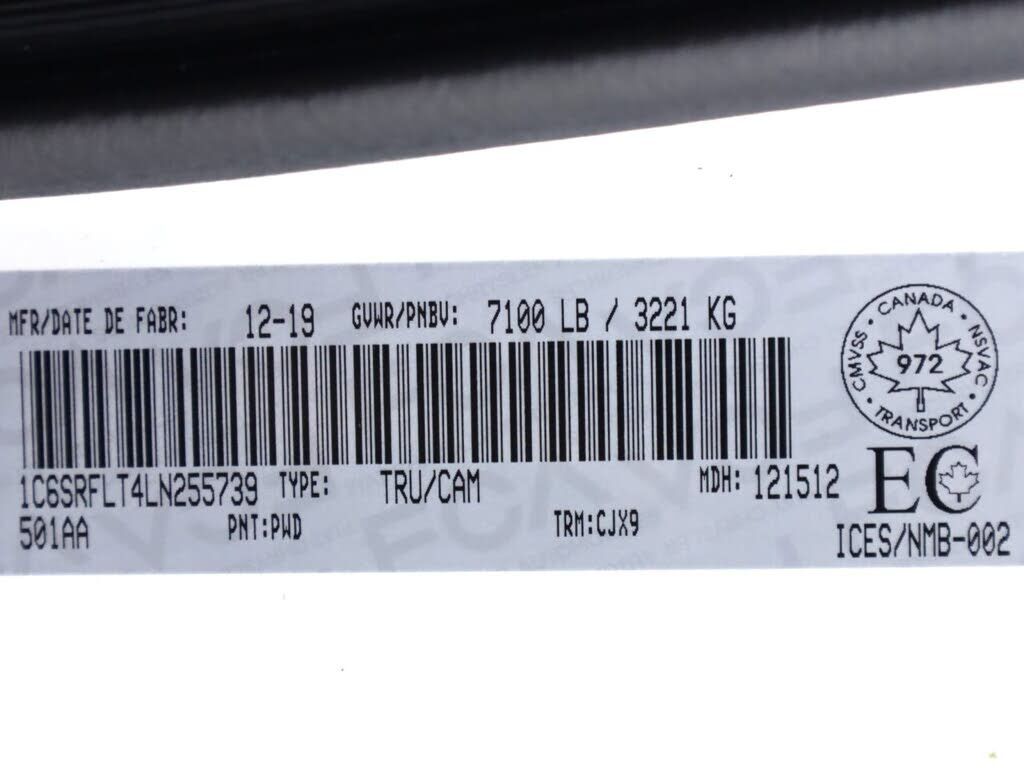 MFR/DATE DE FABR: 12-19 GVWR/PNBV: 7100 LB / 3221 KG
CANADA • NSVAC • TRANSPORT • CMVSS •
972
1C6SRFLT4LN255739 TYPE: TRU/CAM MDH: 121512
EC
501AA PNT:PWD TRM:CJX9 ICES/NMB-002